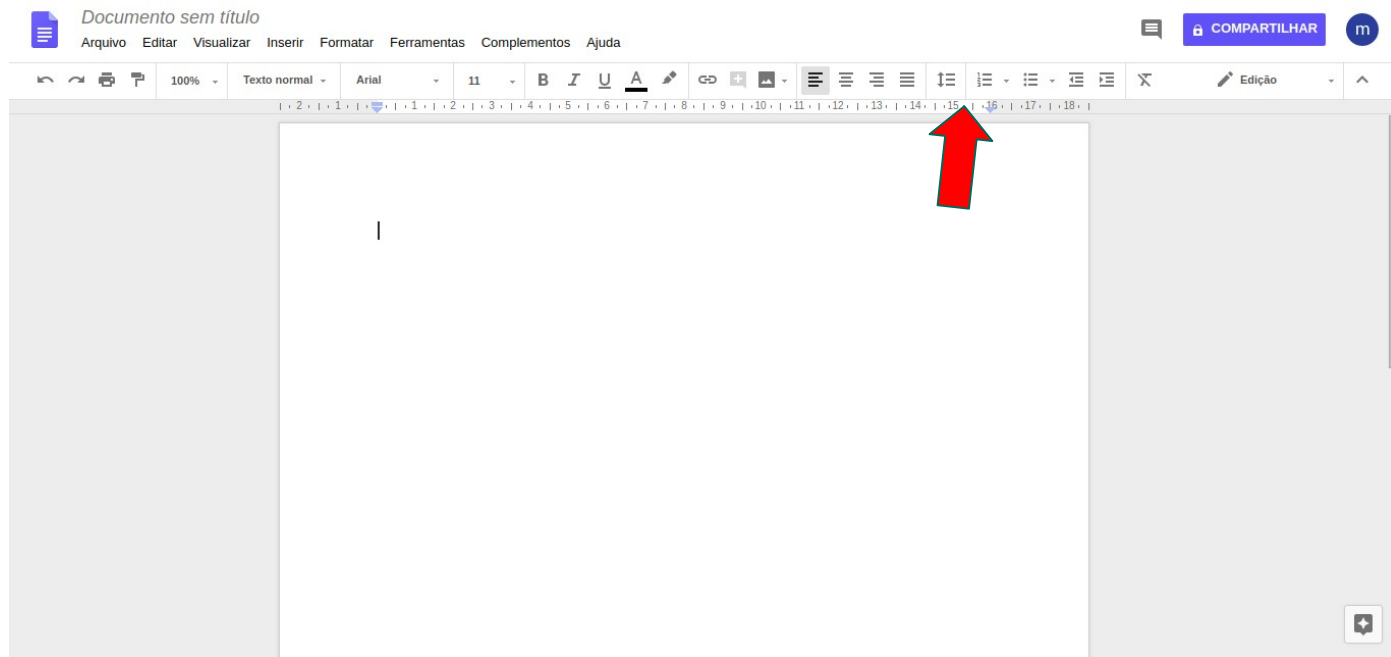 Documento sem título
Arquivo Editar Visualizar Inserir Formatar Ferramentas Complementos Ajuda
COMPARTILHAR
m
100% Texto normal Arial 11 B I U A Edição
2 1 1 2 3 4 5 6 7 8 9 10 11 12 13 14 15 16 17 18